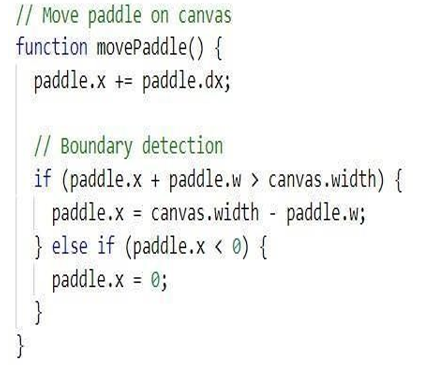 // Move paddle on canvas
function movePaddle() {
  paddle.x += paddle.dx;

  // Boundary detection
  if (paddle.x + paddle.w > canvas.width) {
    paddle.x = canvas.width - paddle.w;
  } else if (paddle.x < 0) {
    paddle.x = 0;
  }
}